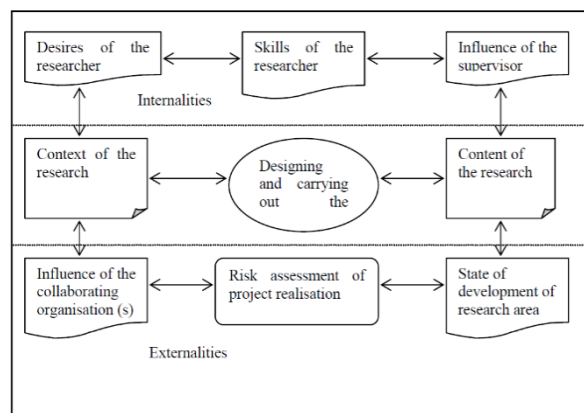 Desires of the
researcher
Skills of the
researcher
Influence of the
supervisor
Internalities
Context of the
research
Designing
and carrying
out the
Content of
the research
Influence of the
collaborating
organisation (s)
Risk assessment of
project realisation
State of
development of
research area
Externalities